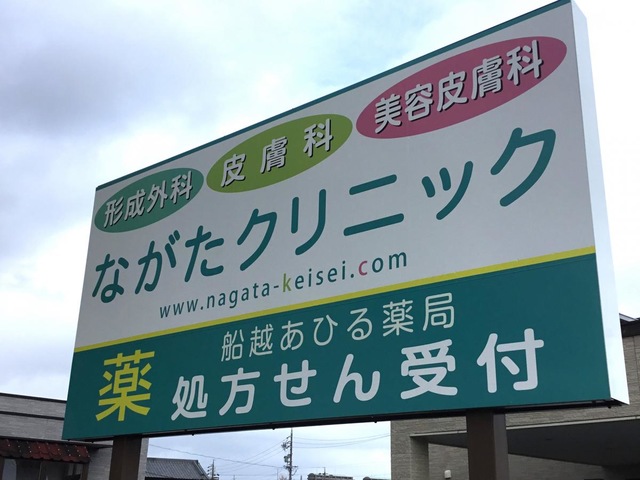 形成外科 皮膚科 美容皮膚科
ながたクリニック
www.nagata-keisei.com
船越あひる薬局
薬 処方せん受付